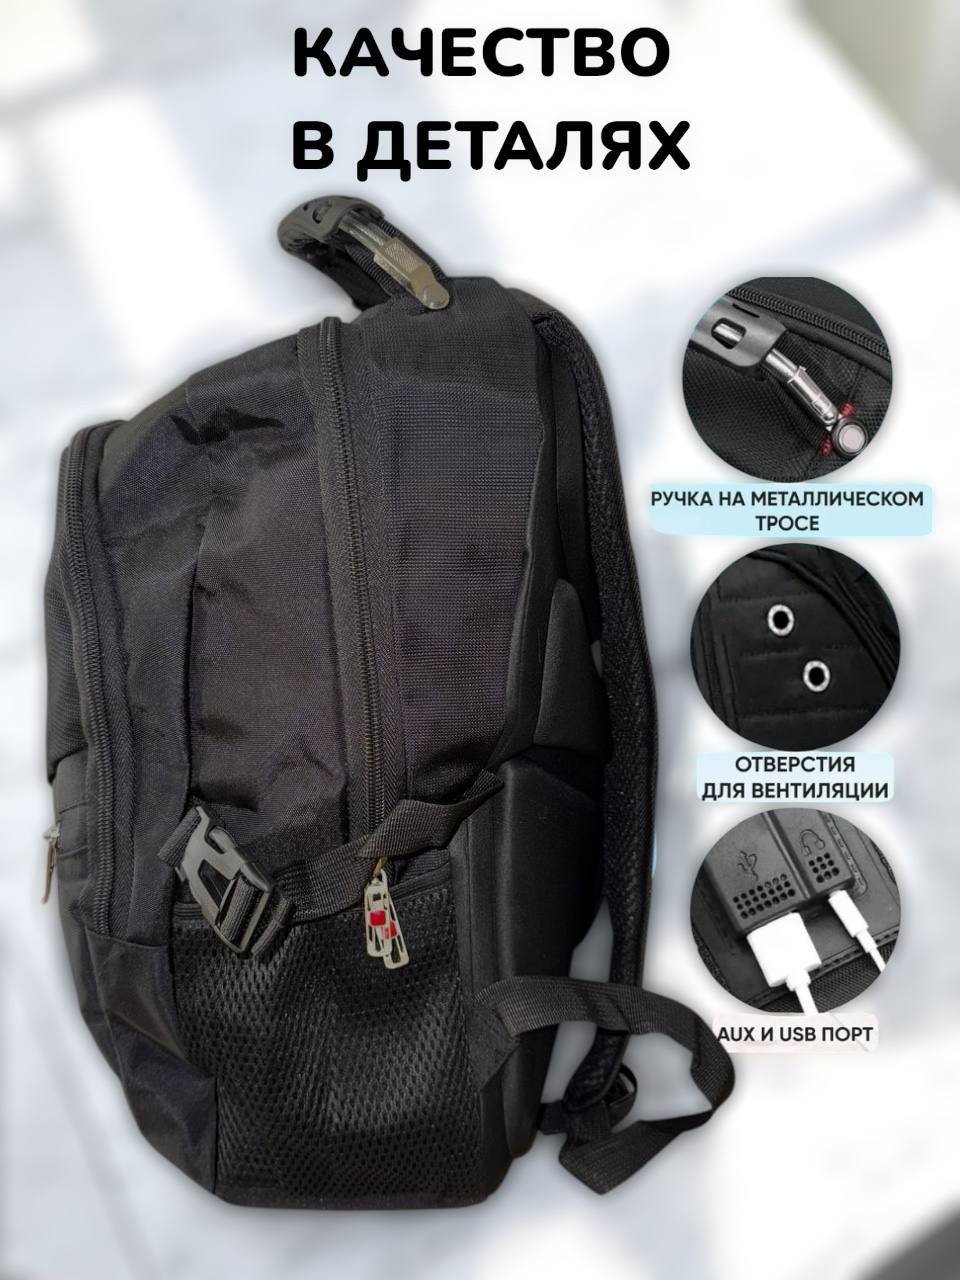 КАЧЕСТВО
В ДЕТАЛЯХ
РУЧКА НА МЕТАЛЛИЧЕСКОМ
ТРОСЕ
ОТВЕРСТИЯ
ДЛЯ ВЕНТИЛЯЦИИ
AUX И USB ПОРТ